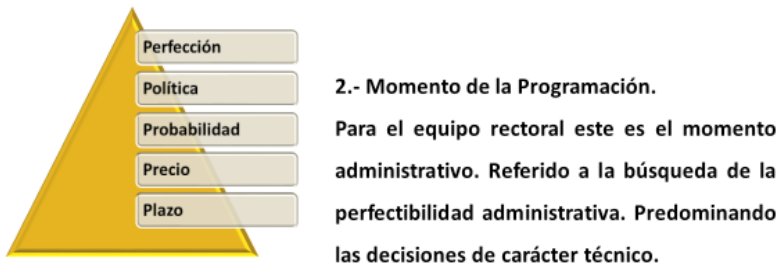 Perfección
Política
Probabilidad
Precio
Plazo
2.- Momento de la Programación.
Para el equipo rectoral este es el momento
administrativo. Referido a la búsqueda de la
perfectibilidad administrativa. Predominando
las decisiones de carácter técnico.